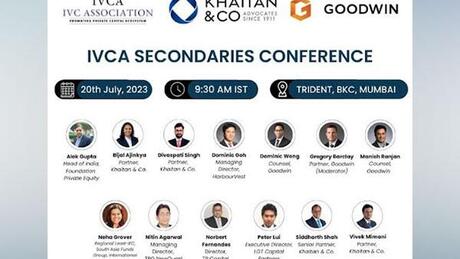 IVCA
IVC ASSOCIATION
PROMOTING PRIVATE CAPITAL ECOSYSTEM
KHAITAN
&CO
ADVOCATES
SINCE 1911
GOODWIN
IVCA SECONDARIES CONFERENCE
20th July, 2023
9:30 AM IST
TRIDENT, BKC, MUMBAI
Alok Gupta
Head of India,
Foundation
Private Equity
Bijal Ajinkya
Partner,
Khaitan & Co.
Divaspati Singh
Partner,
Khaitan & Co.
Dominic Goh
Managing
Director,
HarbourVest
Dominic Wong
Counsel,
Goodwin
Gregory Barclay
Partner, Goodwin
(Moderator)
Manish Ranjan
Counsel,
Goodwin
Neha Grover
Regional Lead-IFC,
South Asia Funds
Group, International
Nitin Agarwal
Managing
Director,
Norbert
Fernandes
Director,
Peter Lui
Executive Director,
LGT Capital
Siddharth Shah
Senior Partner,
Khaitan & Co.
Vivek Mimani
Partner,
Khaitan & Co.